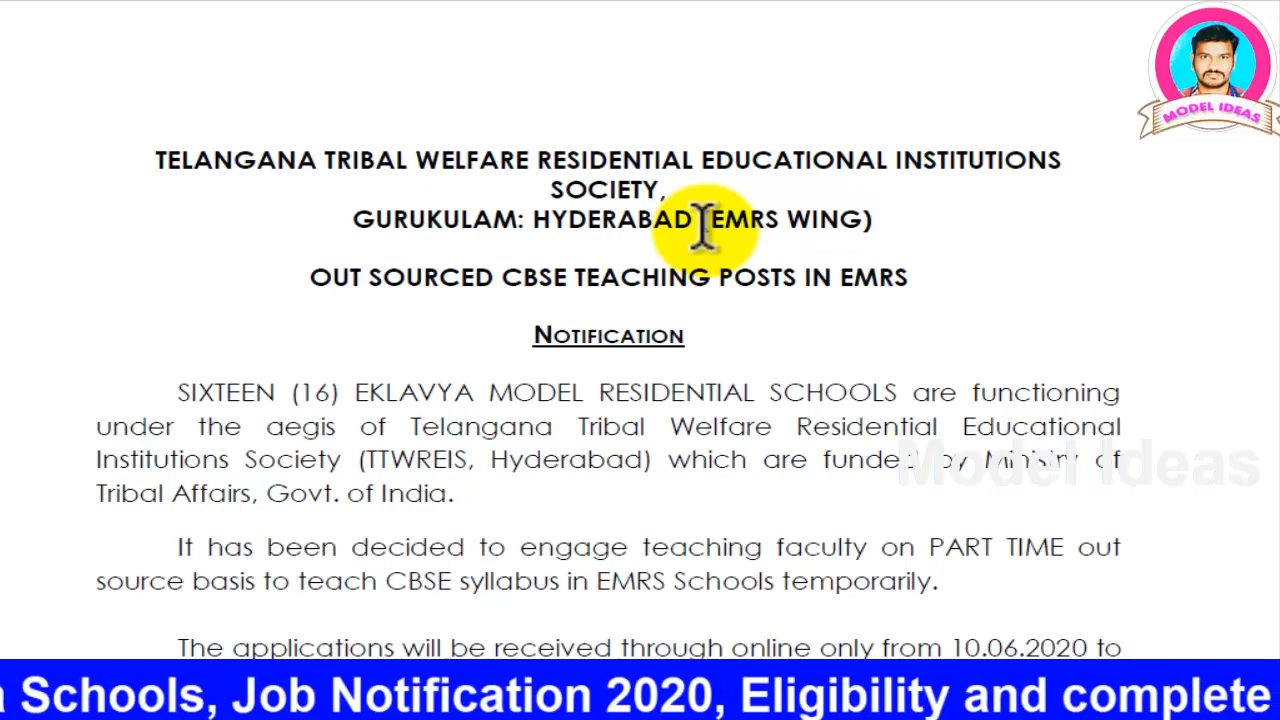 MODEL IDEAS
TELANGANA TRIBAL WELFARE RESIDENTIAL EDUCATIONAL INSTITUTIONS
SOCIETY,
GURUKULAM: HYDERABAD EMRS WING)
OUT SOURCED CBSE TEACHING POSTS IN EMRS
NOTIFICATION
SIXTEEN (16) EKLAVYA MODEL RESIDENTIAL SCHOOLS are functioning
under the aegis of Telangana Tribal Welfare Residential Educational
Institutions Society (TTWREIS, Hyderabad) which are funded by Ministry of
Model Ideas
Tribal Affairs, Govt. of India.
It has been decided to engage teaching faculty on PART TIME out
source basis to teach CBSE syllabus in EMRS Schools temporarily.
The applications will be received through online only from 10.06.2020 to
a Schools, Job Notification 2020, Eligibility and complete